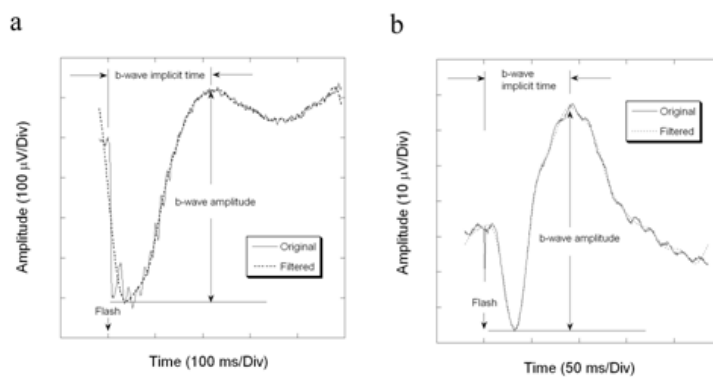 a
b-wave implicit time
Amplitude (100 μV/Div)
b-wave amplitude
Original
Filtered
Flash
Time (100 ms/Div)
b
b-wave
implicit time
Amplitude (10 μV/Div)
Original
Filtered
b-wave amplitude
Flash
Time (50 ms/Div)